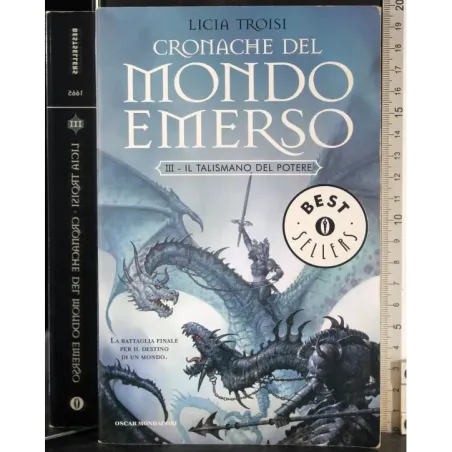 LICIA TROISI
CRONACHE DEL
MONDO
EMERSO
III - IL TALISMANO DEL POTERE
BEST
SELLERS
LA BATTAGLIA FINALE
PER IL DESTINO
DI UN MONDO.
OSCAR MONDADORI
BESTSELLERS
III
LICIA TROISI · CRONACHE DEL MONDO EMERSO